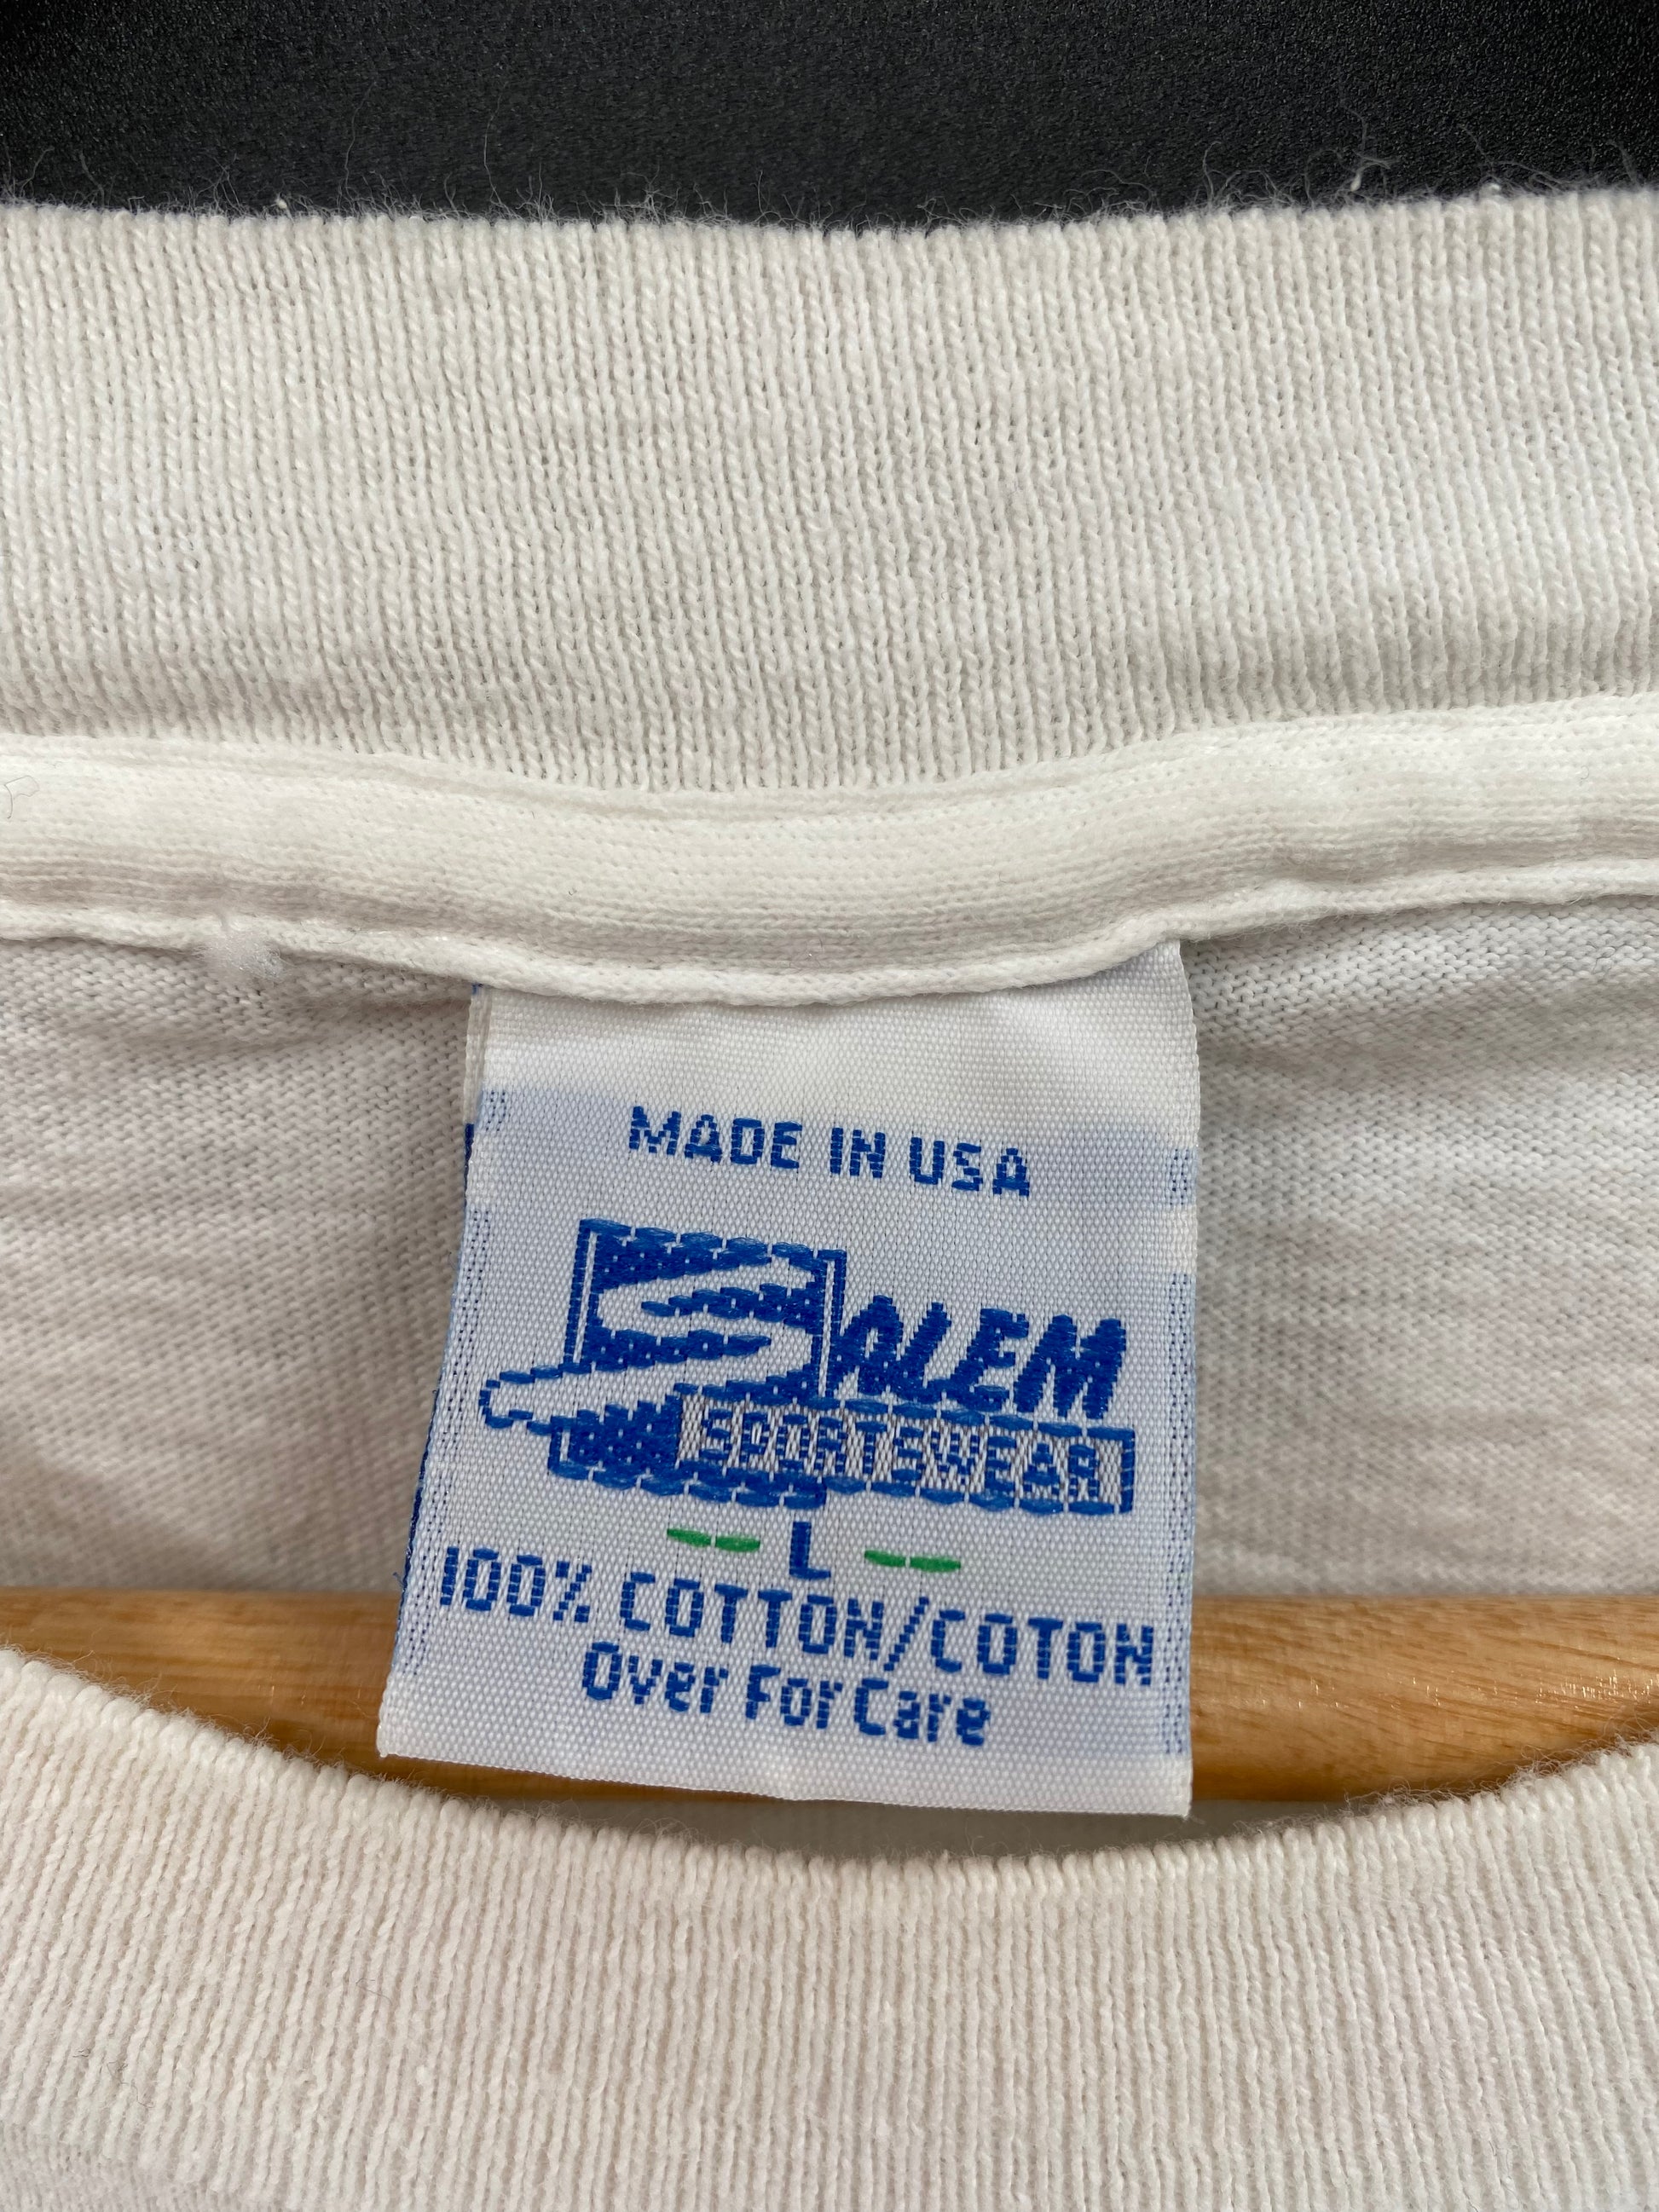 MADE IN USA
SALEM
SPORTSWEAR
-- L --
100% COTTON/COTON
Over For Care